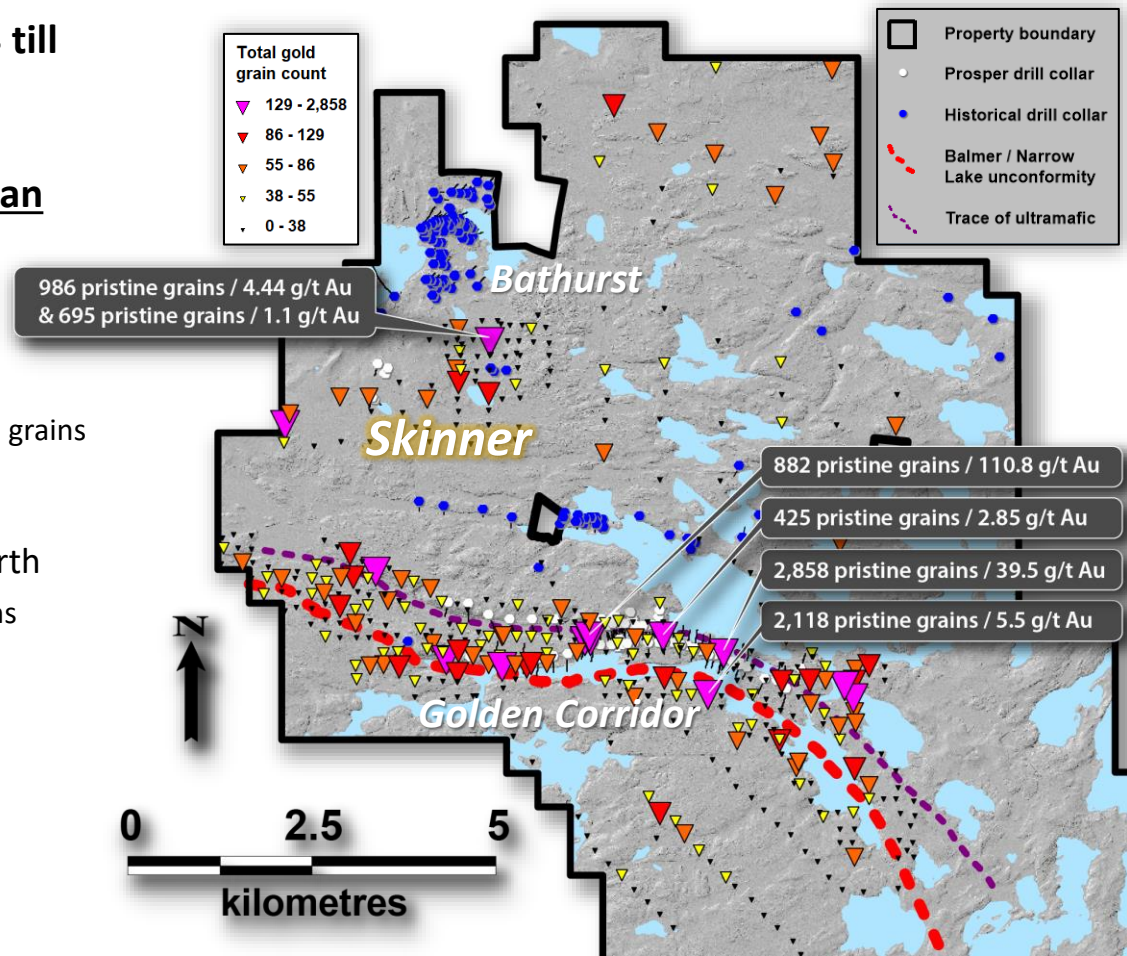 till
an
grains
rth
ns
Total gold
grain count
129 - 2,858
86 - 129
55 - 86
38 - 55
0 - 38
Property boundary
Prosper drill collar
Historical drill collar
Balmer / Narrow
Lake unconformity
Trace of ultramafic
Bathurst
986 pristine grains / 4.44 g/t Au
& 695 pristine grains / 1.1 g/t Au
Skinner
882 pristine grains / 110.8 g/t Au
425 pristine grains / 2.85 g/t Au
2,858 pristine grains / 39.5 g/t Au
2,118 pristine grains / 5.5 g/t Au
N
Golden Corridor
0 2.5 5
kilometres